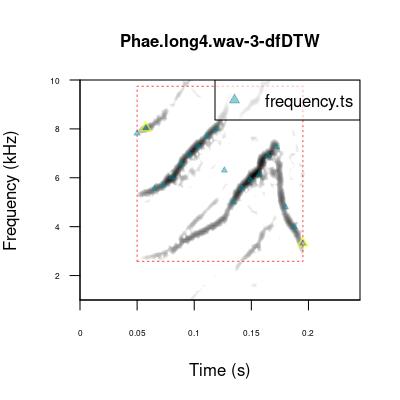 Phae.long4.wav-3-dfDTW
frequency.ts
Frequency (kHz)
10
8
6
4
2
0 0.05 0.1 0.15 0.2
Time (s)